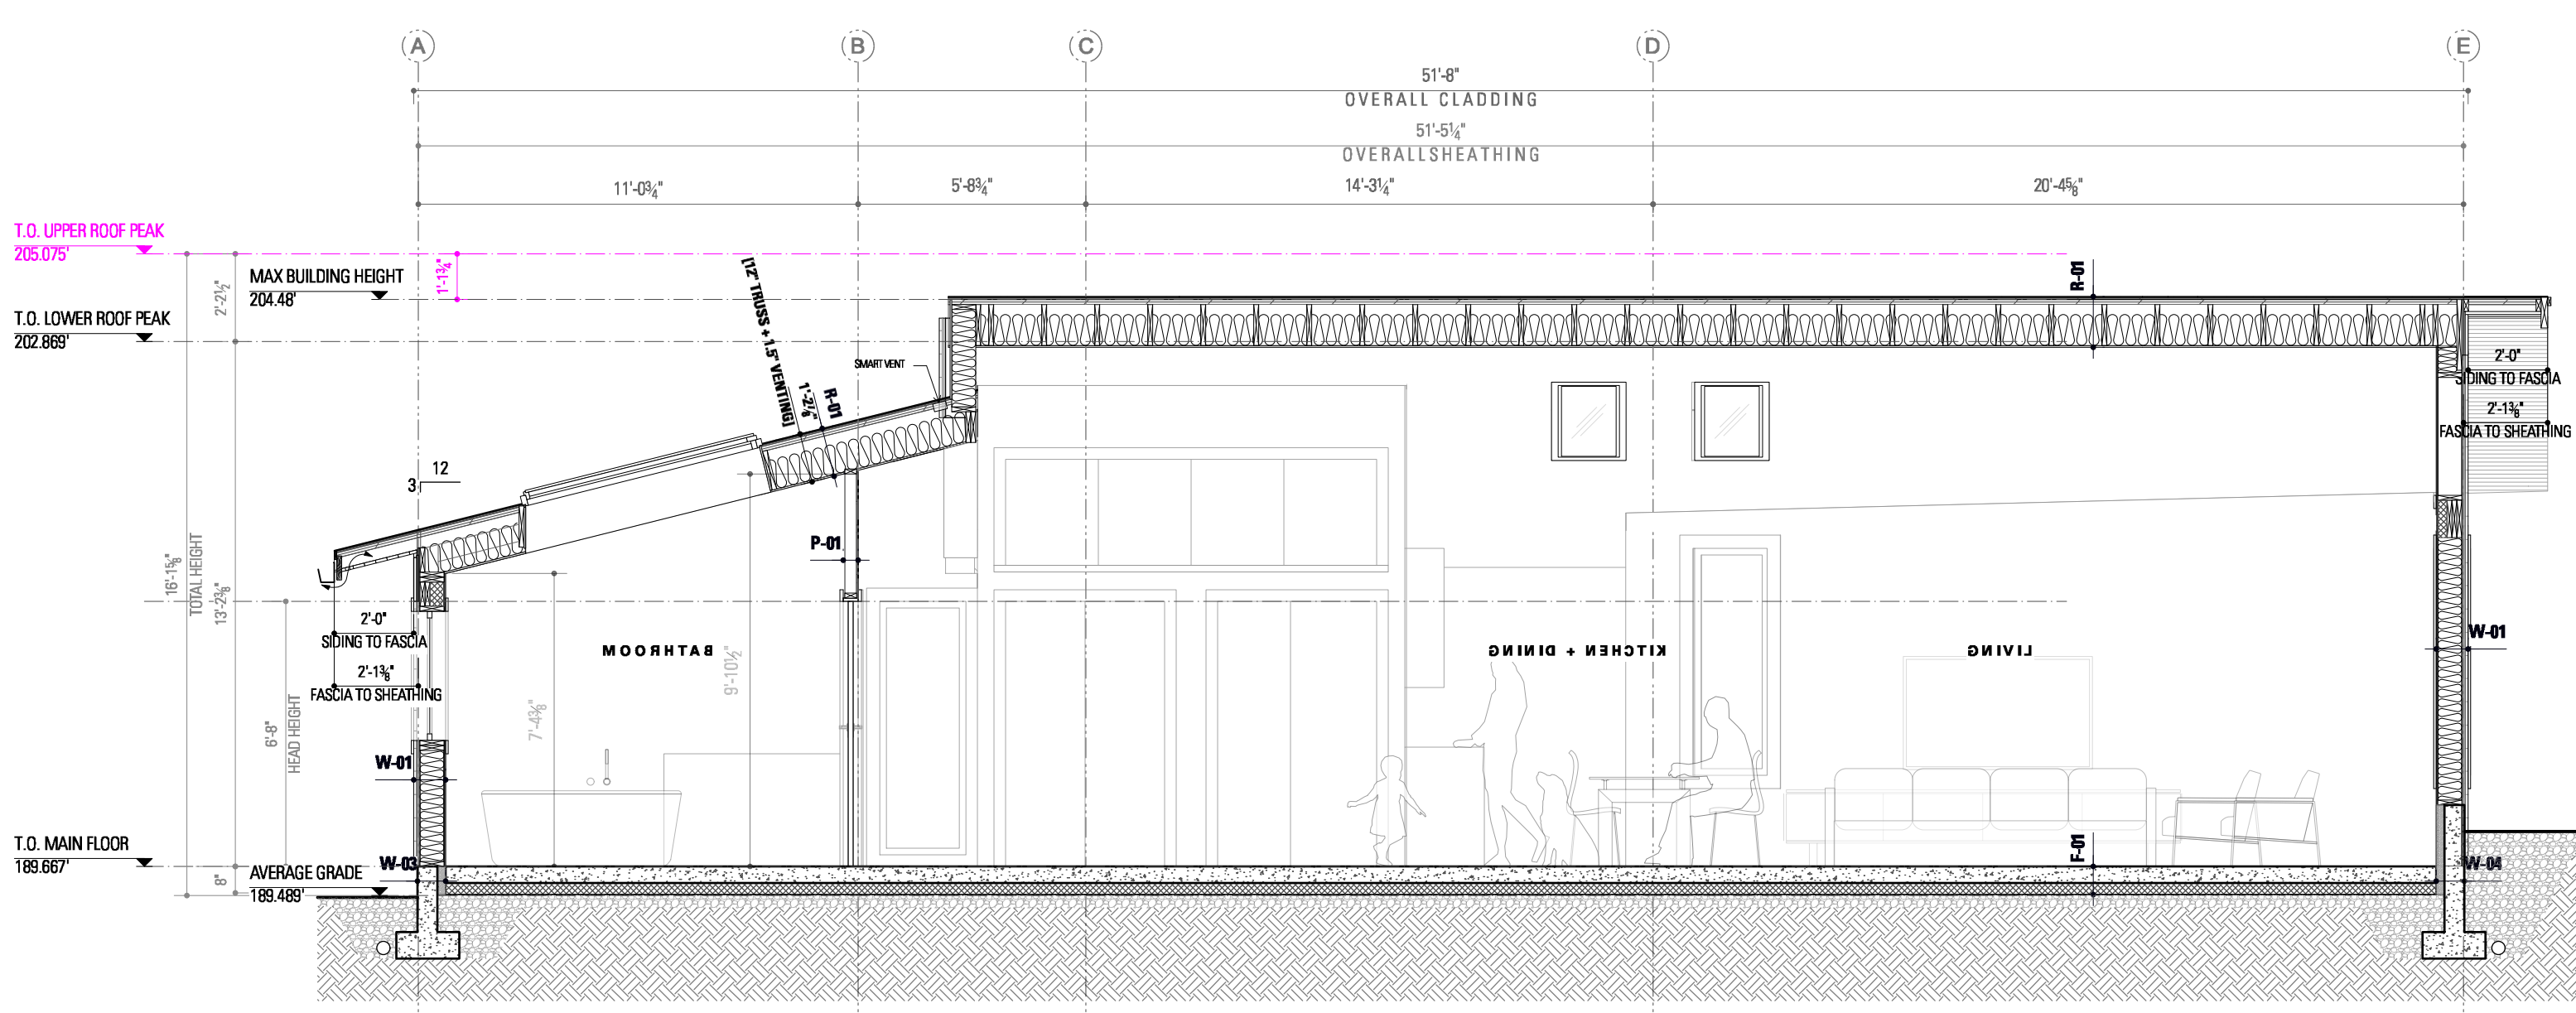 A B C D E
51'-8"
OVERALL CLADDING
51'-5¼"
OVERALLSHEATHING
11'-0¾" 5'-8¾" 14'-3¼" 20'-4⅝"
T.O. UPPER ROOF PEAK
205.075'
MAX BUILDING HEIGHT
204.48'
1'-1¾"
2'-2½"
T.O. LOWER ROOF PEAK
202.869'
[12" TRUSS + 1.5" VENTING]
1'-2⅛"
R-01
R-01
SMART VENT
2'-0"
SIDING TO FASCIA
2'-1⅜"
FASCIA TO SHEATHING
12
3
P-01
16'-1⅝"
TOTAL HEIGHT
13'-2⅜"
2'-0"
SIDING TO FASCIA
2'-1⅜"
FASCIA TO SHEATHING
BATHROOM
KITCHEN + DINING
LIVING
W-01
9'-10½"
7'-4⅜"
6'-8"
HEAD HEIGHT
W-01
T.O. MAIN FLOOR
189.667'
W-03
F-01
W-04
AVERAGE GRADE
189.489'
8"